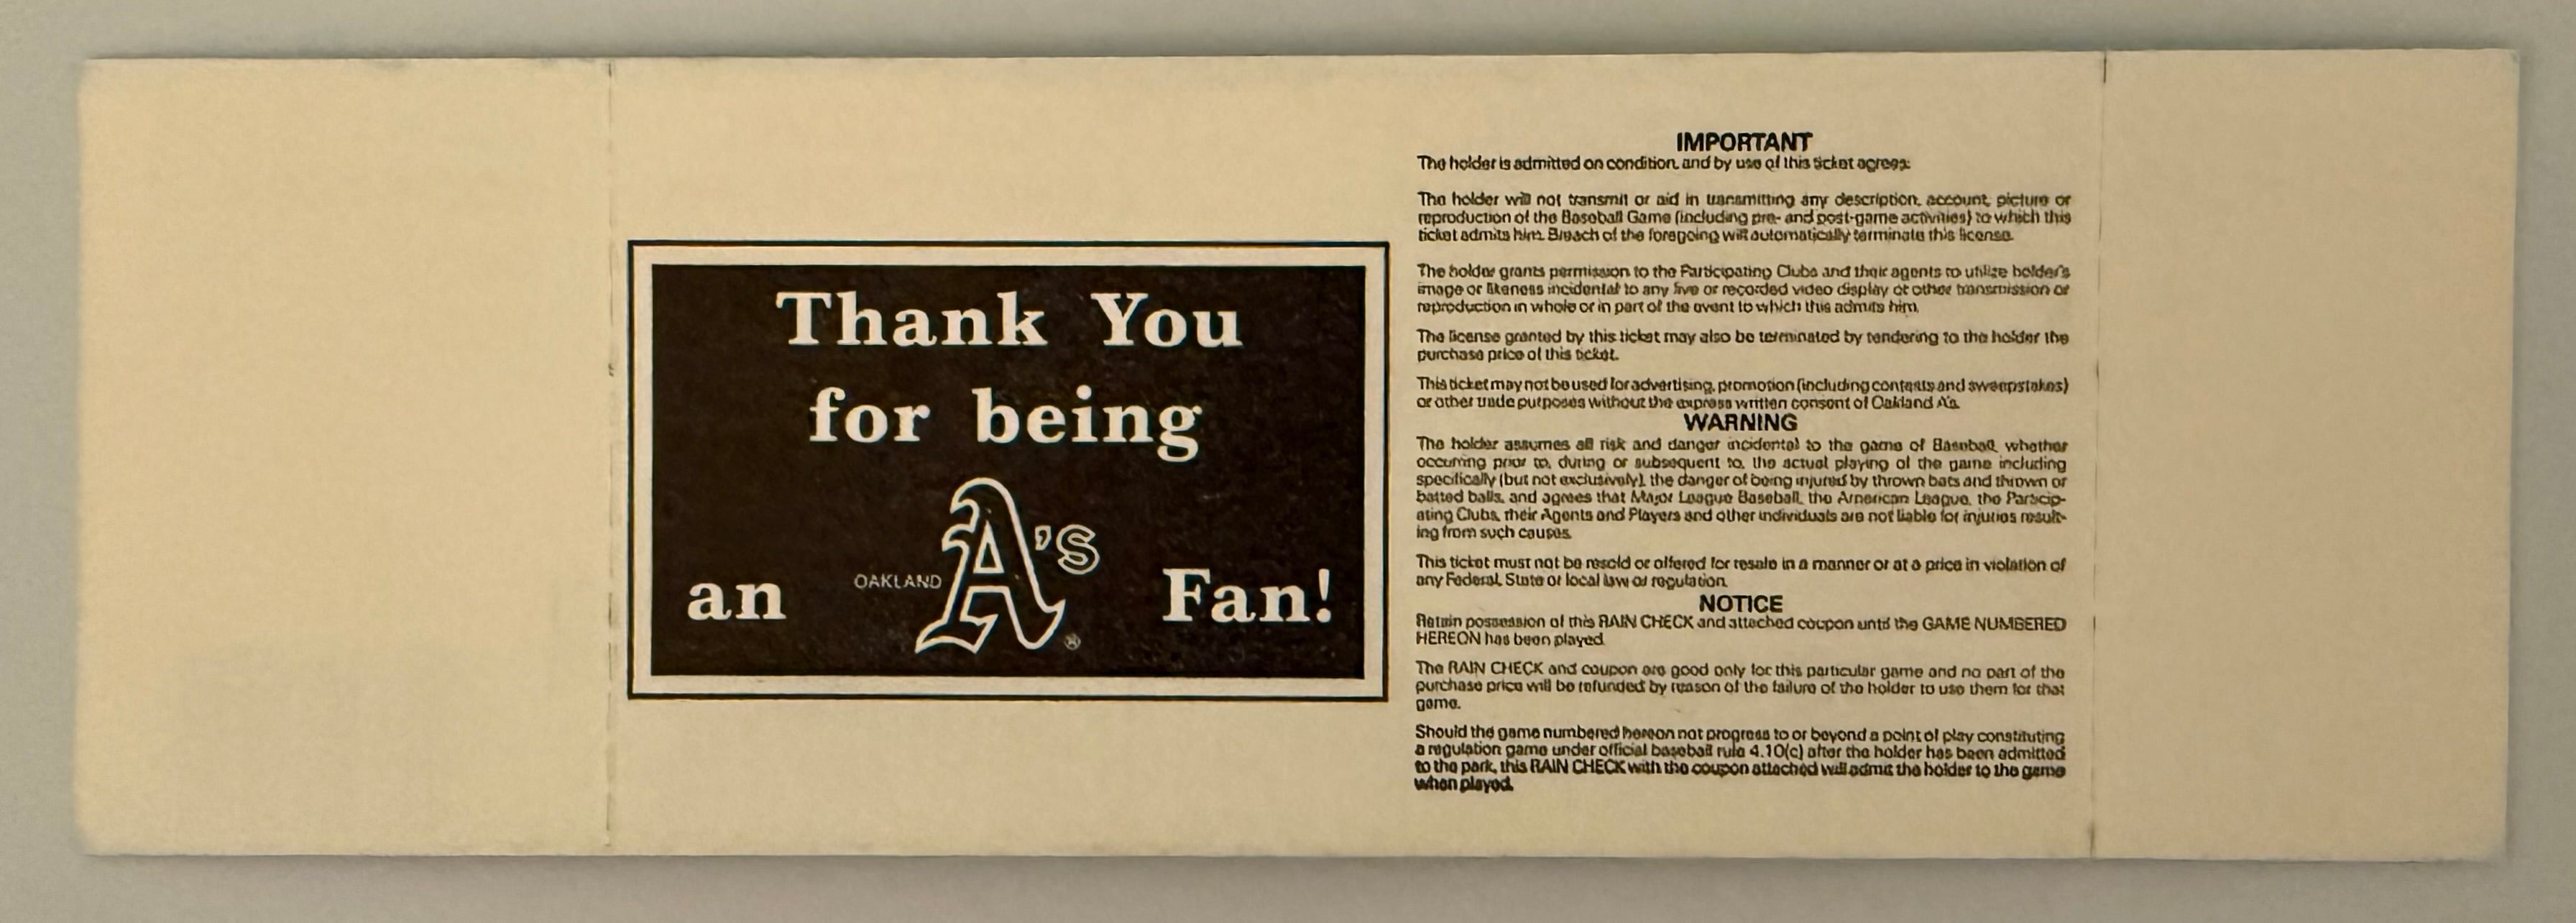 Thank You
for being
an OAKLAND A's® Fan!
IMPORTANT
The holder is admitted on condition, and by use of this ticket agrees:
The holder will not transmit or aid in transmitting any description, account, picture or
reproduction of the Baseball Game (including pre- and post-game activities) to which this
ticket admits him. Breach of the foregoing will automatically terminate this license.
The holder grants permission to the Participating Clubs and their agents to utilize holder's
image or likeness incidental to any live or recorded video display or other transmission or
reproduction in whole or in part of the event to which this admits him.
The license granted by this ticket may also be terminated by tendering to the holder the
purchase price of this ticket.
This ticket may not be used for advertising, promotion (including contests and sweepstakes)
or other trade purposes without the express written consent of Oakland A's.
WARNING
The holder assumes all risk and danger incidental to the game of Baseball, whether
occurring prior to, during or subsequent to, the actual playing of the game including
specifically (but not exclusively), the danger of being injured by thrown bats and thrown or
batted balls, and agrees that Major League Baseball, the American League, the Particip-
ating Clubs, their Agents and Players and other individuals are not liable for injuries result-
ing from such causes.
This ticket must not be resold or offered for resale in a manner or at a price in violation of
any Federal, State or local law or regulation.
NOTICE
Retain possession of this RAIN CHECK and attached coupon until the GAME NUMBERED
HEREON has been played.
The RAIN CHECK and coupon are good only for this particular game and no part of the
purchase price will be refunded by reason of the failure of the holder to use them for that
game.
Should the game numbered hereon not progress to or beyond a point of play constituting
a regulation game under official baseball rule 4.10(c) after the holder has been admitted
to the park, this RAIN CHECK with the coupon attached will admit the holder to the game
when played.